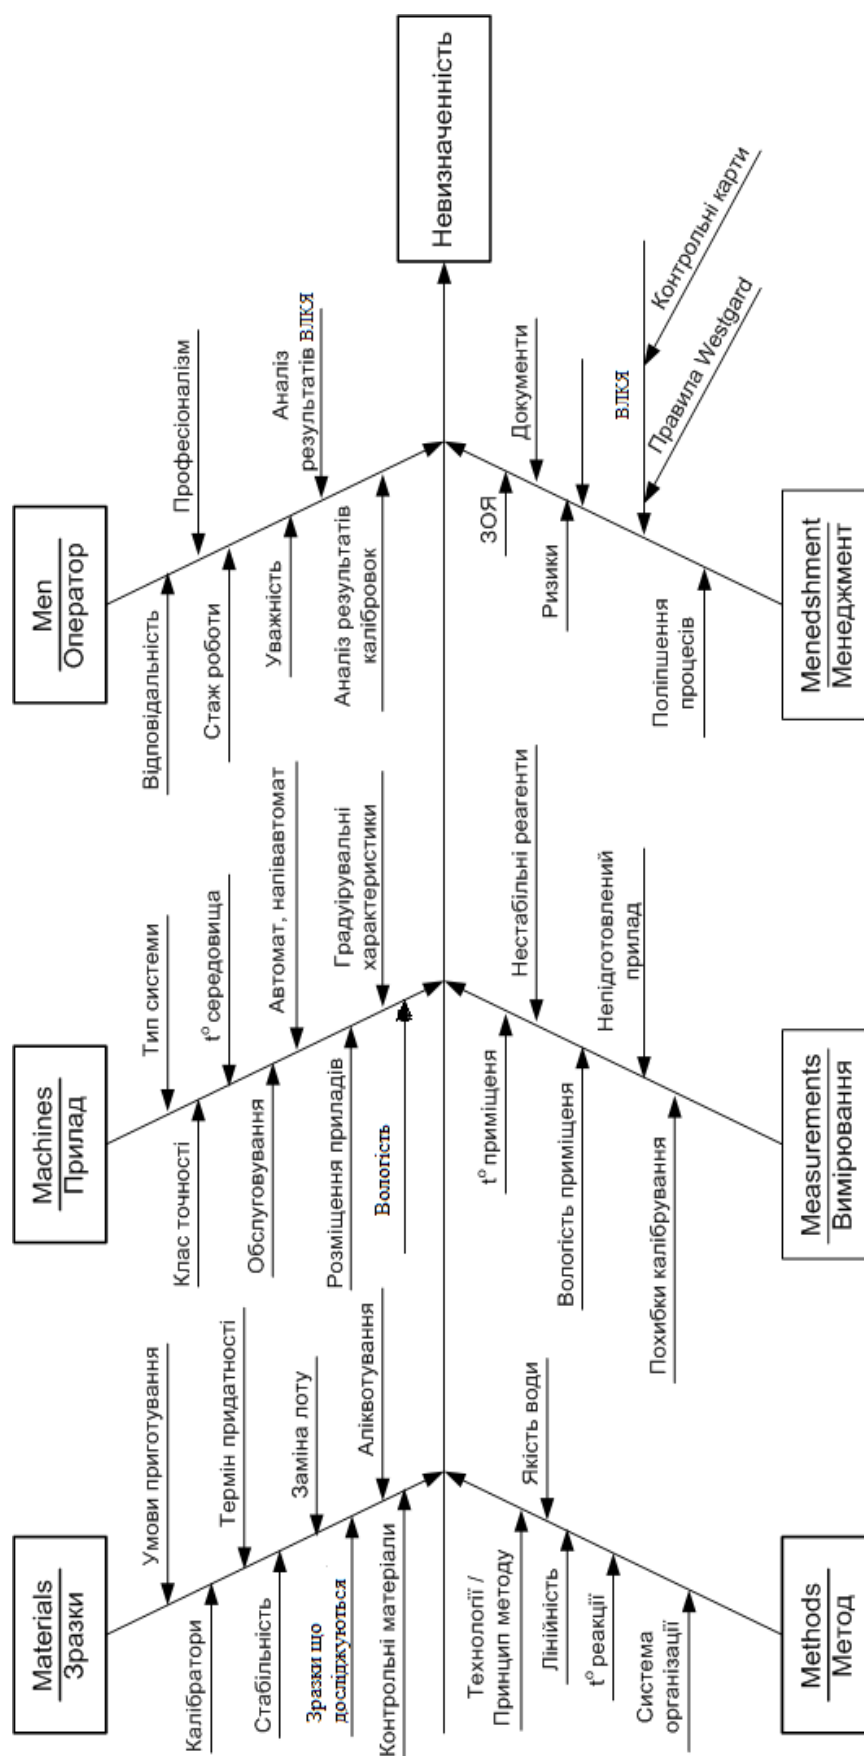 Materials
Зразки
Умови приготування
Калібратори
Термін придатності
Стабільність
Заміна лоту
Зразки що
досліджуються
Аліквотування
Контрольні матеріали
Machines
Прилад
Тип системи
Клас точності
t° середовища
Обслуговування
Автомат, напівавтомат
Розміщення приладів
Градуірувальні
характеристики
Вологість
Men
Оператор
Відповідальність
Професіоналізм
Стаж роботи
Уважність
Аналіз
результатів ВЛКЯ
Аналіз результатів
калібровок
Невизначенність
Methods
Метод
Технології /
Принцип методу
Якість води
Лінійність
t° реакції
Система
організації
Measurements
Вимірювання
t° приміщеня
Нестабільні реагенти
Вологість приміщеня
Непідготовлений
прилад
Похибки калібрування
Menedshment
Менеджмент
ЗОЯ
Документи
Ризики
ВЛКЯ
Контрольні карти
Правила Westgard
Поліпшення
процесів